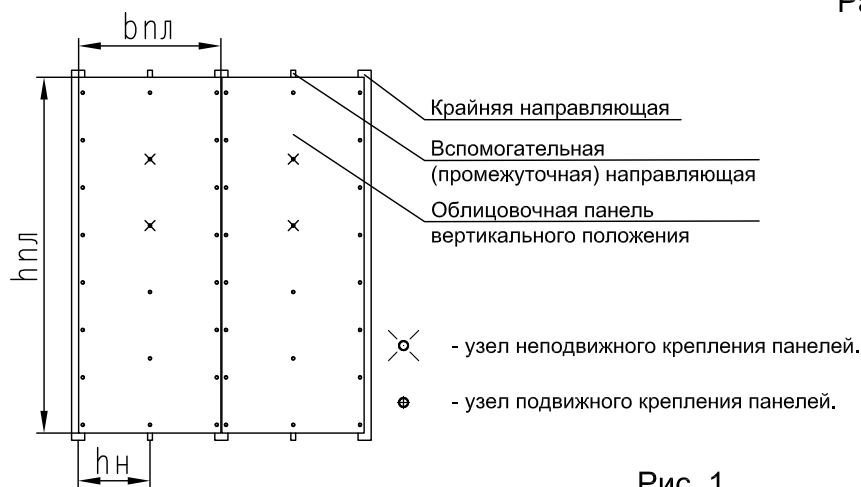 Ра
bпл
Крайняя направляющая
Вспомогательная
(промежуточная) направляющая
Облицовочная панель
вертикального положения
hпл
- узел неподвижного крепления панелей.
- узел подвижного крепления панелей.
hн
Рис. 1